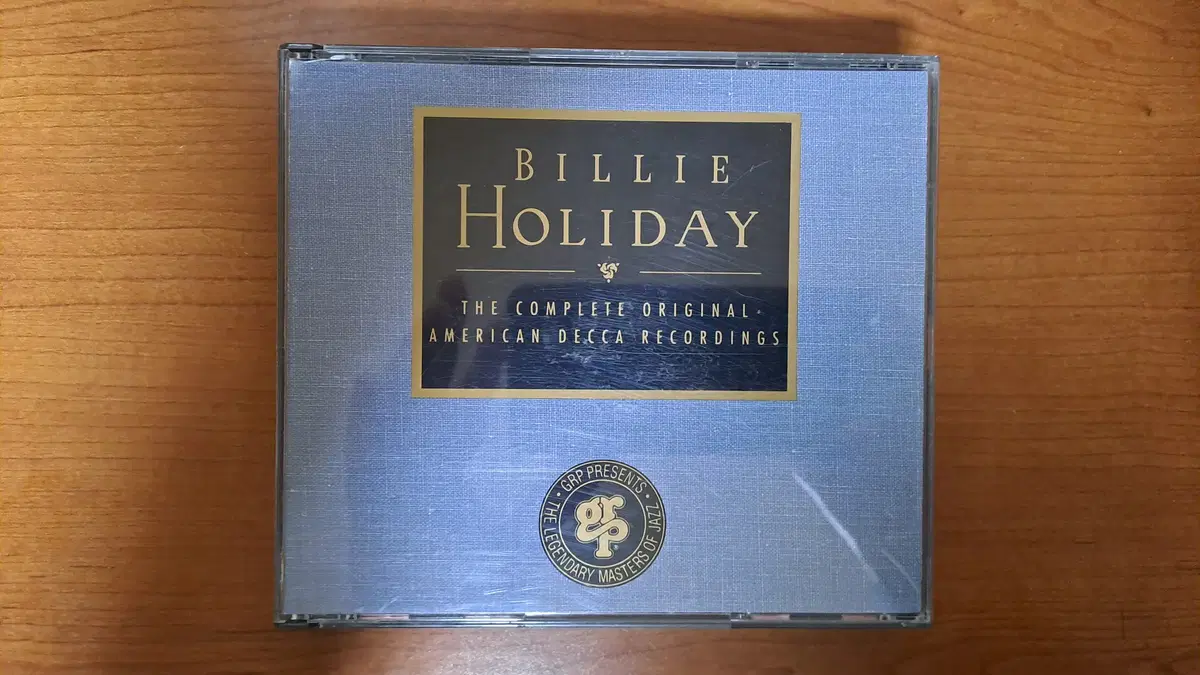 BILLIE
HOLIDAY
THE COMPLETE ORIGINAL
AMERICAN DECCA RECORDINGS
• GRP PRESENTS •
THE LEGENDARY MASTERS OF JAZZ
grp